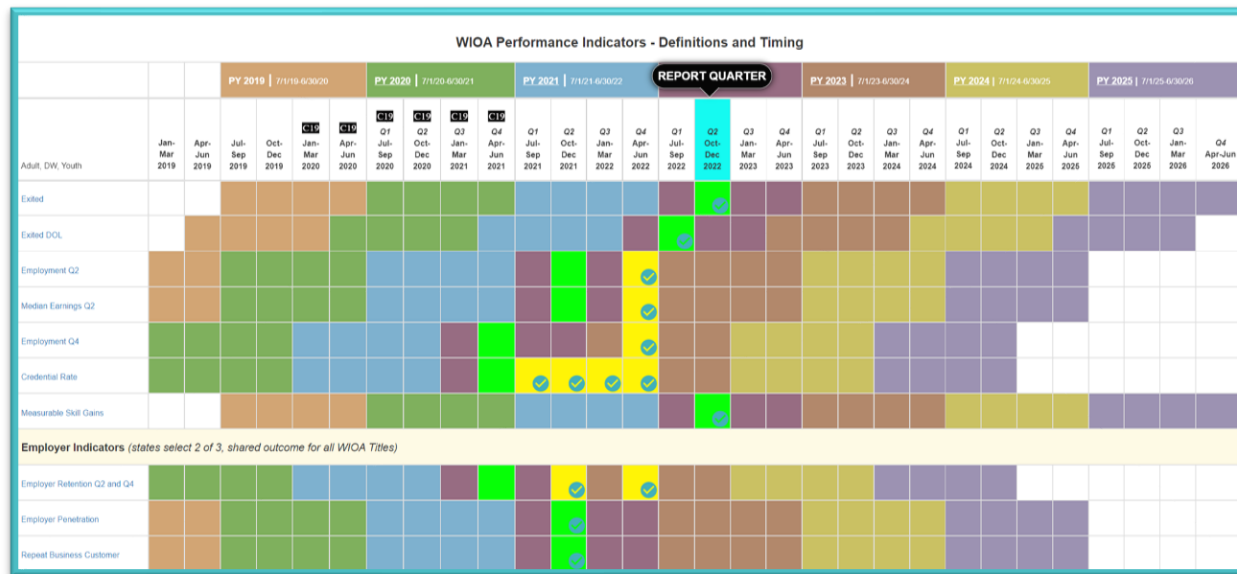 WIOA Performance Indicators - Definitions and Timing
PY 2019 | 7/1/19-6/30/20
PY 2020 | 7/1/20-6/30/21
PY 2021 | 7/1/21-6/30/22
REPORT QUARTER
PY 2023 | 7/1/23-6/30/24
PY 2024 | 7/1/24-6/30/25
PY 2025 | 7/1/25-6/30/26
Adult, DW, Youth
Jan-Mar 2019
Apr-Jun 2019
Jul-Sep 2019
Oct-Dec 2019
C19 Jan-Mar 2020
C19 Apr-Jun 2020
C19 Q1 Jul-Sep 2020
C19 Q2 Oct-Dec 2020
C19 Q3 Jan-Mar 2021
C19 Q4 Apr-Jun 2021
Q1 Jul-Sep 2021
Q2 Oct-Dec 2021
Q3 Jan-Mar 2022
Q4 Apr-Jun 2022
Q1 Jul-Sep 2022
Q2 Oct-Dec 2022
Q3 Jan-Mar 2023
Q4 Apr-Jun 2023
Q1 Jul-Sep 2023
Q2 Oct-Dec 2023
Q3 Jan-Mar 2024
Q4 Apr-Jun 2024
Q1 Jul-Sep 2024
Q2 Oct-Dec 2024
Q3 Jan-Mar 2025
Q4 Apr-Jun 2025
Q1 Jul-Sep 2025
Q2 Oct-Dec 2025
Q3 Jan-Mar 2026
Q4 Apr-Jun 2026
Exited
Exited DOL
Employment Q2
Median Earnings Q2
Employment Q4
Credential Rate
Measurable Skill Gains
Employer Indicators (states select 2 of 3, shared outcome for all WIOA Titles)
Employer Retention Q2 and Q4
Employer Penetration
Repeat Business Customer